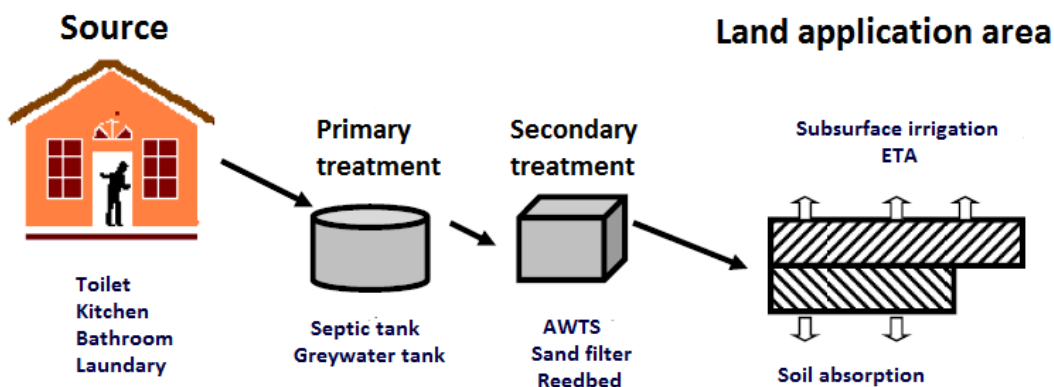 Source
Toilet
Kitchen
Bathroom
Laundary
Primary
treatment
Septic tank
Greywater tank
Secondary
treatment
AWTS
Sand filter
Reedbed
Land application area
Subsurface irrigation
ETA
Soil absorption